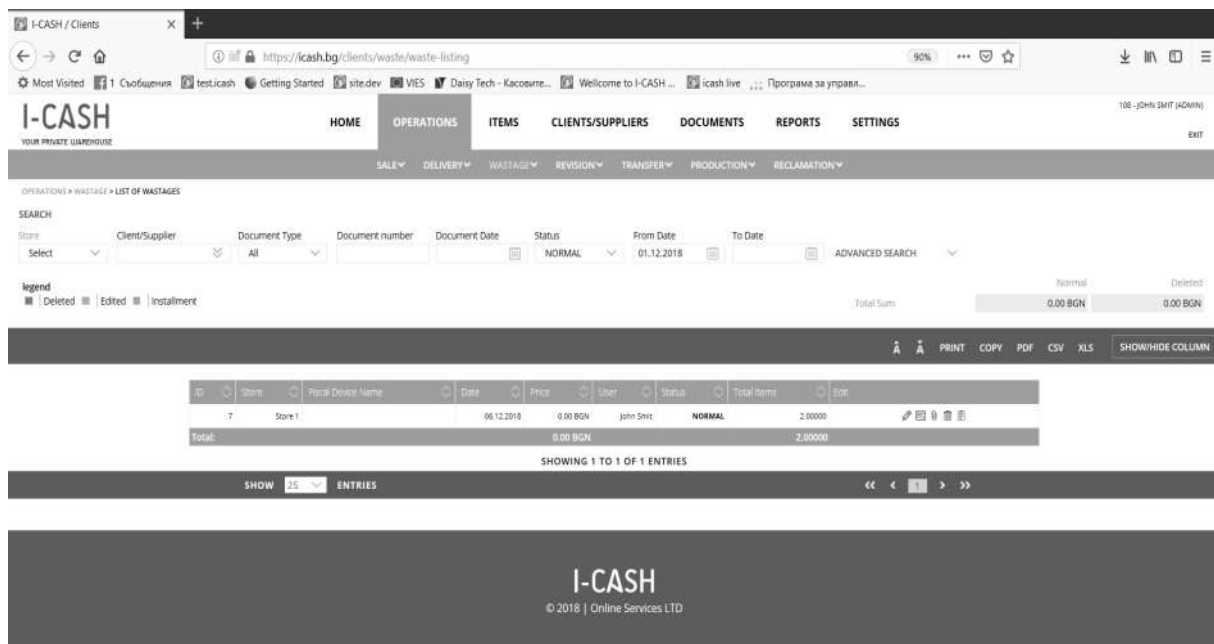 I-CASH / Clients
https://icash.bg/clients/waste/waste-listing 90%
Most Visited 1 Съобщения test.icash Getting Started site.dev VIES Daisy Tech - Касовите... Wellcome to I-CASH ... icash live Програма за управл...
108 - JOHN SMIT (ADMIN)
I-CASH
YOUR PRIVATE WAREHOUSE
HOME OPERATIONS ITEMS CLIENTS/SUPPLIERS DOCUMENTS REPORTS SETTINGS
EXIT
SALE DELIVERY WASTAGE REVISION TRANSFER PRODUCTION RECLAMATION
OPERATIONS » WASTAGE » LIST OF WASTAGES
SEARCH
Store Client/Supplier Document Type Document number Document Date Status From Date To Date
Select All NORMAL 01.12.2018 ADVANCED SEARCH
legend
Deleted Edited Installment
Normal Deleted
Total Sum 0.00 BGN 0.00 BGN
PRINT COPY PDF CSV XLS SHOW/HIDE COLUMN
ID Store Fiscal Device Name Date Price User Status Total Items Edit
7 Store 1 06.12.2018 0.00 BGN John Smit NORMAL 2.00000
Total: 0.00 BGN 2.00000
SHOWING 1 TO 1 OF 1 ENTRIES
SHOW 25 ENTRIES « ‹ 1 › »
I-CASH
© 2018 | Online Services LTD